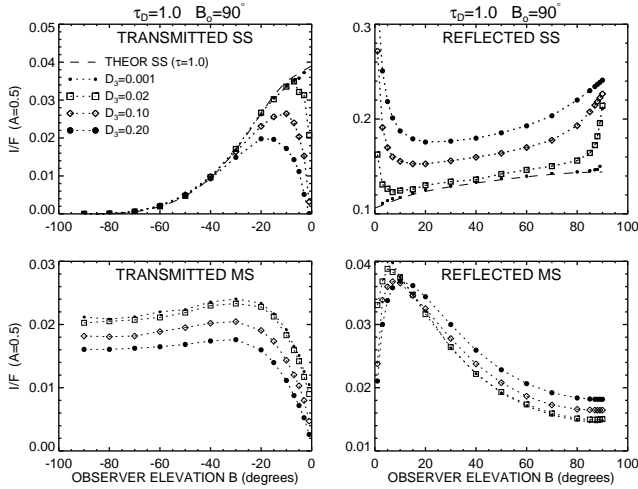 τD=1.0 Bo=90°
τD=1.0 Bo=90°
TRANSMITTED SS
THEOR SS (τ=1.0)
D3=0.001
D3=0.02
D3=0.10
D3=0.20
I/F (A=0.5)
0.05
0.04
0.03
0.02
0.01
0.00
-100 -80 -60 -40 -20 0
REFLECTED SS
0.3
0.2
0.1
0 20 40 60 80 100
TRANSMITTED MS
I/F (A=0.5)
0.03
0.02
0.01
0.00
-100 -80 -60 -40 -20 0
OBSERVER ELEVATION B (degrees)
REFLECTED MS
0.04
0.03
0.02
0.01
0 20 40 60 80 100
OBSERVER ELEVATION B (degrees)